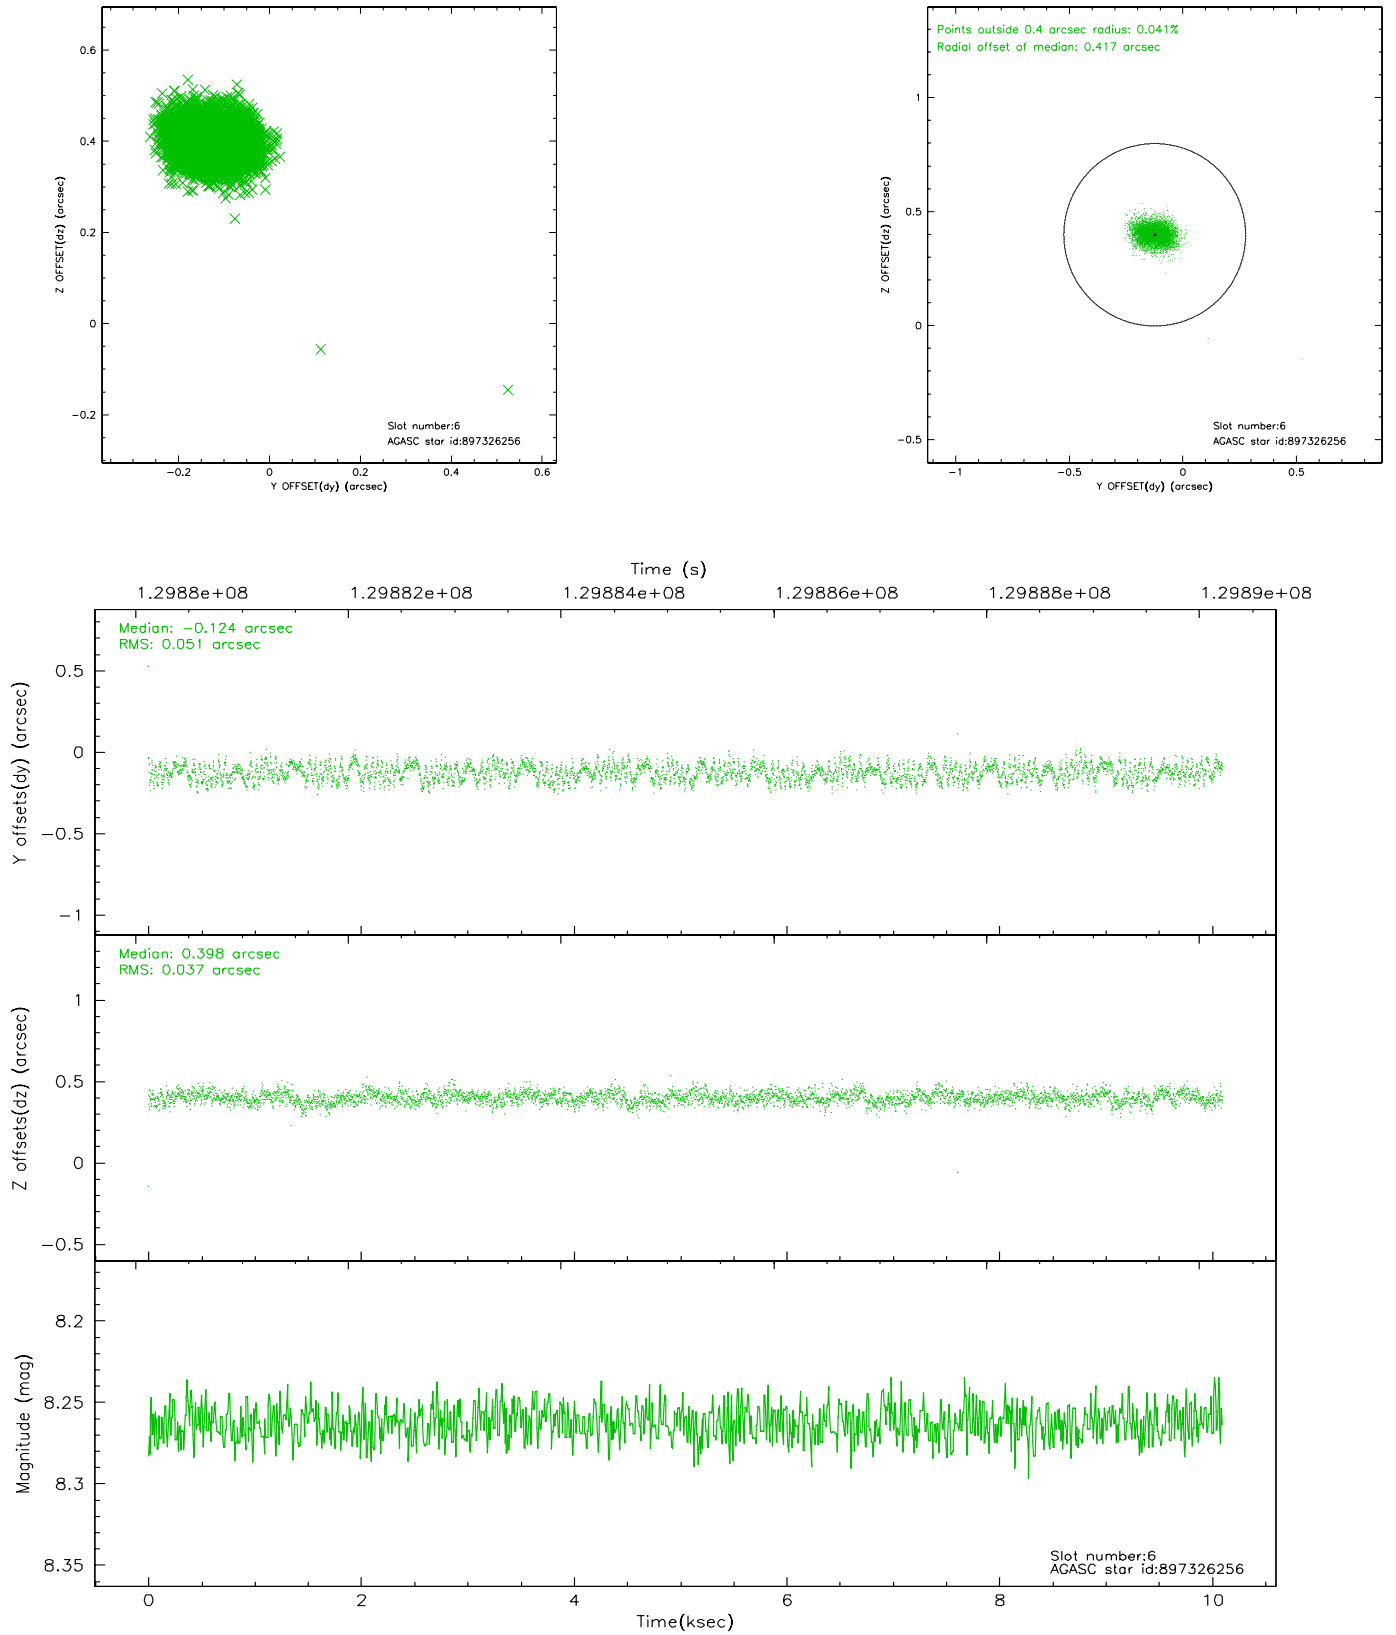 0.6
0.4
0.2
0
−0.2
Z OFFSET(dz) (arcsec)
−0.2 0 0.2 0.4 0.6
Y OFFSET(dy) (arcsec)
Slot number:6
AGASC star id:897326256
Points outside 0.4 arcsec radius: 0.041%
Radial offset of median: 0.417 arcsec
1
0.5
0
−0.5
Z OFFSET(dz) (arcsec)
−1 −0.5 0 0.5
Y OFFSET(dy) (arcsec)
Slot number:6
AGASC star id:897326256
Time (s)
1.2988e+08 1.29882e+08 1.29884e+08 1.29886e+08 1.29888e+08 1.2989e+08
Median: −0.124 arcsec
RMS: 0.051 arcsec
0.5
0
−0.5
−1
Y offsets(dy) (arcsec)
Median: 0.398 arcsec
RMS: 0.037 arcsec
1
0.5
0
−0.5
Z offsets(dz) (arcsec)
8.2
8.25
8.3
8.35
Magnitude (mag)
Slot number:6
AGASC star id:897326256
0 2 4 6 8 10
Time(ksec)